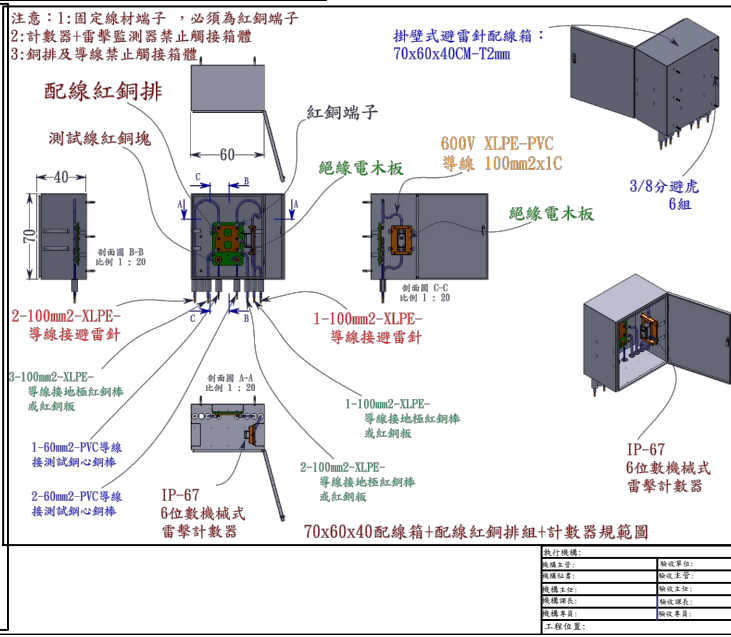 注意：1:固定線材端子 ，必須為紅銅端子
2:計數器+雷擊監測器禁止觸接箱體
3:銅排及導線禁止觸接箱體
配線紅銅排
測試線紅銅塊
60
紅銅端子
絕緣電木板
掛壁式避雷針配線箱：
70x60x40CM-T2mm
600V XLPE-PVC
導線 100mm2x1C
3/8分避虎
6組
絕緣電木板
40
70
剖面圖 B-B
比例 1 : 20
C
B
A
A
C
B
剖面圖 C-C
比例 1 : 20
2-100mm2-XLPE-
導線接避雷針
1-100mm2-XLPE-
導線接避雷針
3-100mm2-XLPE-
導線接地極紅銅棒
或紅銅板
剖面圖 A-A
比例 1 : 20
1-100mm2-XLPE-
導線接地極紅銅棒
或紅銅板
1-60mm2-PVC導線
接測試銅心銅棒
2-60mm2-PVC導線
接測試銅心銅棒
2-100mm2-XLPE-
導線接地極紅銅棒
或紅銅板
IP-67
6位數機械式
雷擊計數器
IP-67
6位數機械式
雷擊計數器
70x60x40配線箱+配線紅銅排組+計數器規範圖
執行機構:
機構主管:
驗收單位:
機構秘書:
驗收主管:
機構主任:
驗收主任:
機構課長:
驗收課長:
機構專員:
驗收專員:
工程位置: